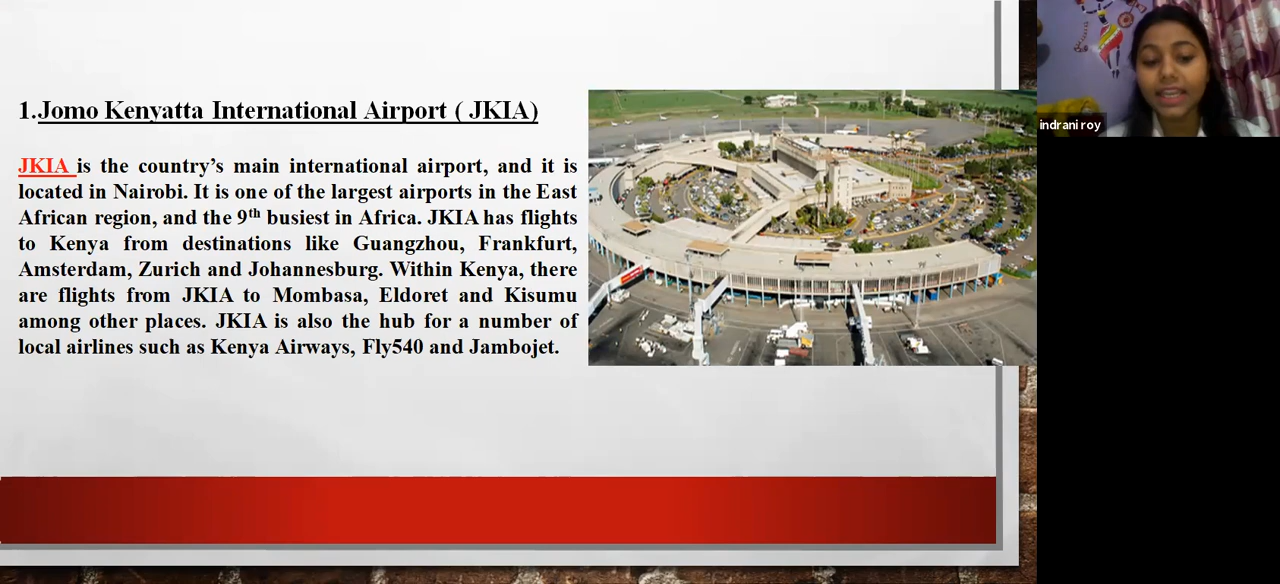 1.Jomo Kenyatta International Airport ( JKIA)
JKIA is the country’s main international airport, and it is
located in Nairobi. It is one of the largest airports in the East
African region, and the 9th busiest in Africa. JKIA has flights
to Kenya from destinations like Guangzhou, Frankfurt,
Amsterdam, Zurich and Johannesburg. Within Kenya, there
are flights from JKIA to Mombasa, Eldoret and Kisumu
among other places. JKIA is also the hub for a number of
local airlines such as Kenya Airways, Fly540 and Jambojet.
indrani roy